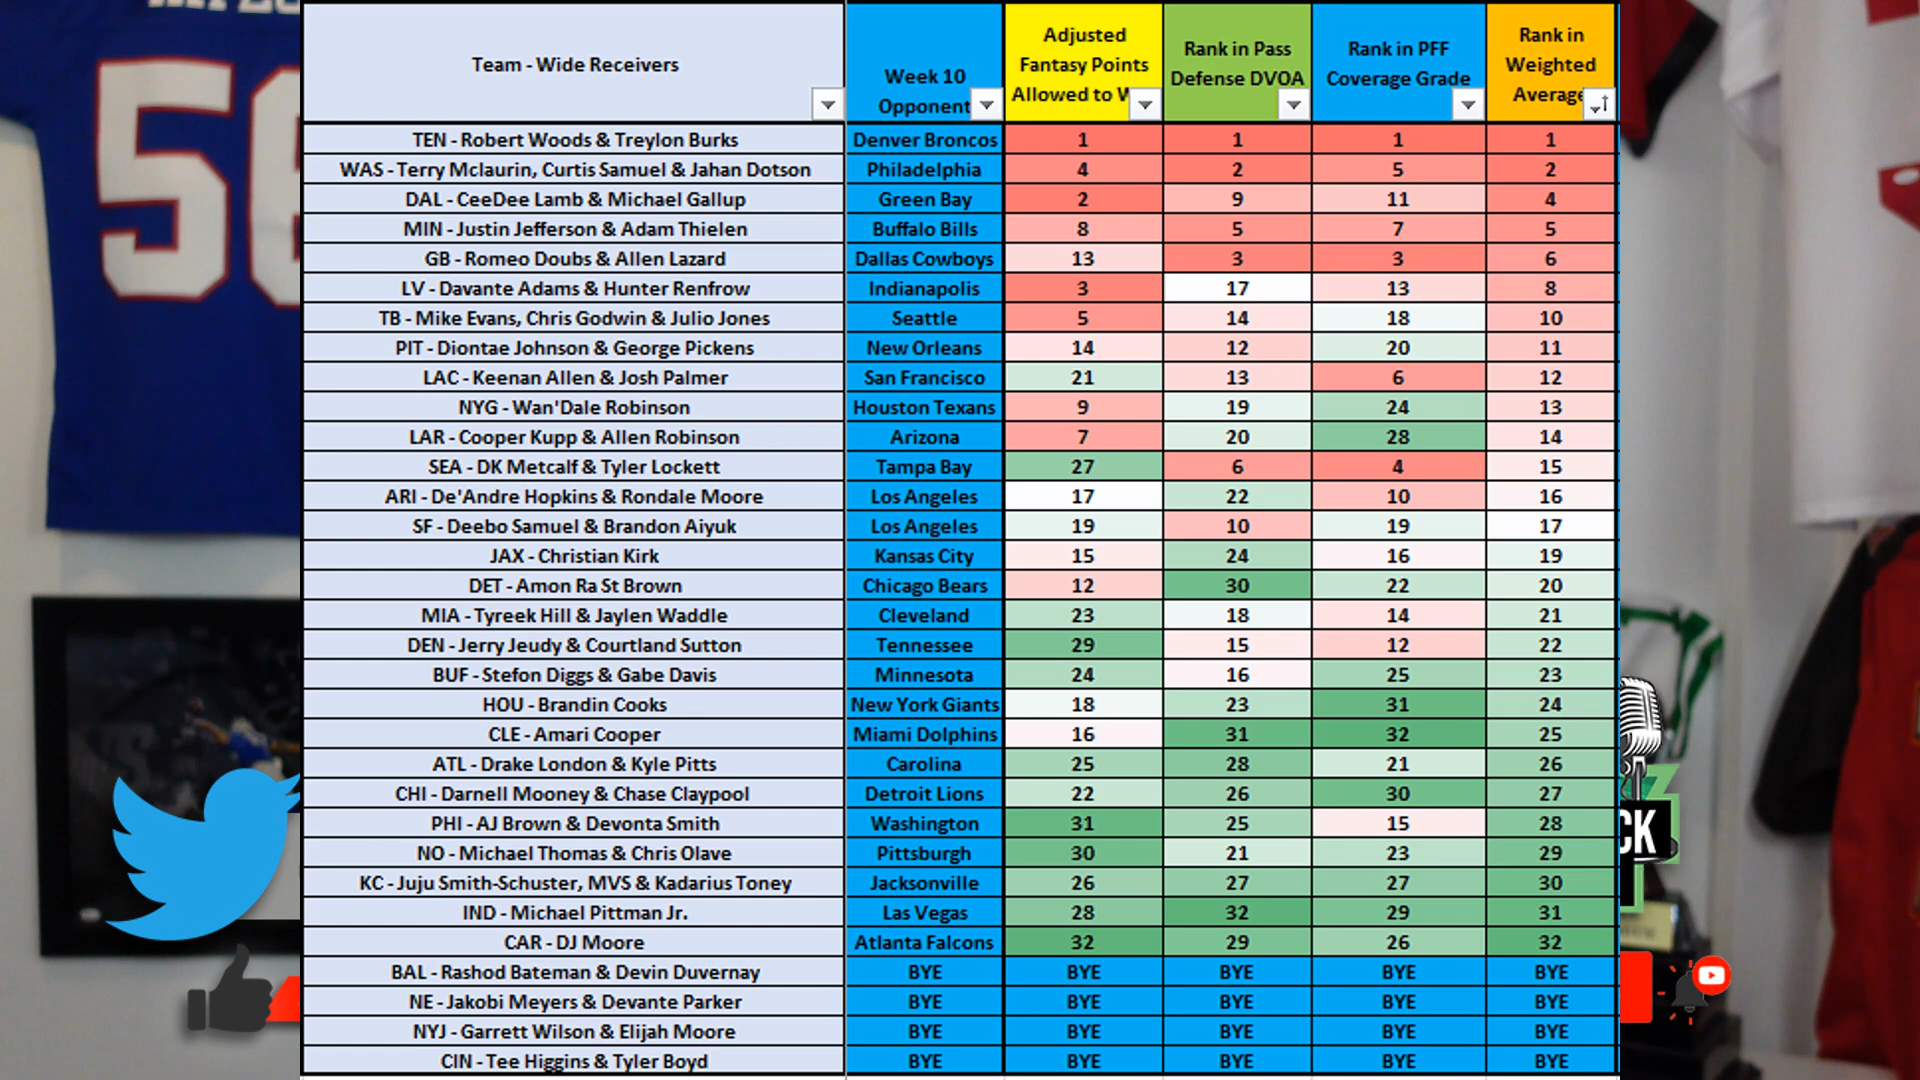 56
Team - Wide Receivers
Week 10
Opponent
Adjusted
Fantasy Points
Allowed to
Rank in Pass
Defense DVOA
Rank in PFF
Coverage Grade
Rank in
Weighted
Average
TEN - Robert Woods & Treylon Burks Denver Broncos 1 1 1 1
WAS - Terry Mclaurin, Curtis Samuel & Jahan Dotson Philadelphia 4 2 5 2
DAL - CeeDee Lamb & Michael Gallup Green Bay 2 9 11 4
MIN - Justin Jefferson & Adam Thielen Buffalo Bills 8 5 7 5
GB - Romeo Doubs & Allen Lazard Dallas Cowboys 13 3 3 6
LV - Davante Adams & Hunter Renfrow Indianapolis 3 17 13 8
TB - Mike Evans, Chris Godwin & Julio Jones Seattle 5 14 18 10
PIT - Diontae Johnson & George Pickens New Orleans 14 12 20 11
LAC - Keenan Allen & Josh Palmer San Francisco 21 13 6 12
NYG - Wan'Dale Robinson Houston Texans 9 19 24 13
LAR - Cooper Kupp & Allen Robinson Arizona 7 20 28 14
SEA - DK Metcalf & Tyler Lockett Tampa Bay 27 6 4 15
ARI - De'Andre Hopkins & Rondale Moore Los Angeles 17 22 10 16
SF - Deebo Samuel & Brandon Aiyuk Los Angeles 19 10 19 17
JAX - Christian Kirk Kansas City 15 24 16 19
DET - Amon Ra St Brown Chicago Bears 12 30 22 20
MIA - Tyreek Hill & Jaylen Waddle Cleveland 23 18 14 21
DEN - Jerry Jeudy & Courtland Sutton Tennessee 29 15 12 22
BUF - Stefon Diggs & Gabe Davis Minnesota 24 16 25 23
HOU - Brandin Cooks New York Giants 18 23 31 24
CLE - Amari Cooper Miami Dolphins 16 31 32 25
ATL - Drake London & Kyle Pitts Carolina 25 28 21 26
CHI - Darnell Mooney & Chase Claypool Detroit Lions 22 26 30 27
PHI - AJ Brown & Devonta Smith Washington 31 25 15 28
NO - Michael Thomas & Chris Olave Pittsburgh 30 21 23 29
KC - Juju Smith-Schuster, MVS & Kadarius Toney Jacksonville 26 27 27 30
IND - Michael Pittman Jr. Las Vegas 28 32 29 31
CAR - DJ Moore Atlanta Falcons 32 29 26 32
BAL - Rashod Bateman & Devin Duvernay BYE BYE BYE BYE BYE
NE - Jakobi Meyers & Devante Parker BYE BYE BYE BYE BYE
NYJ - Garrett Wilson & Elijah Moore BYE BYE BYE BYE BYE
CIN - Tee Higgins & Tyler Boyd BYE BYE BYE BYE BYE
CK